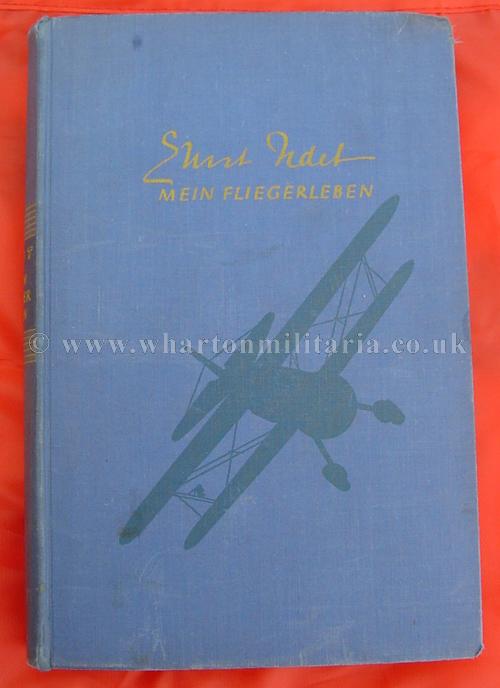 Ernst Udet
MEIN FLIEGERLEBEN
© www.whartonmilitaria.co.uk